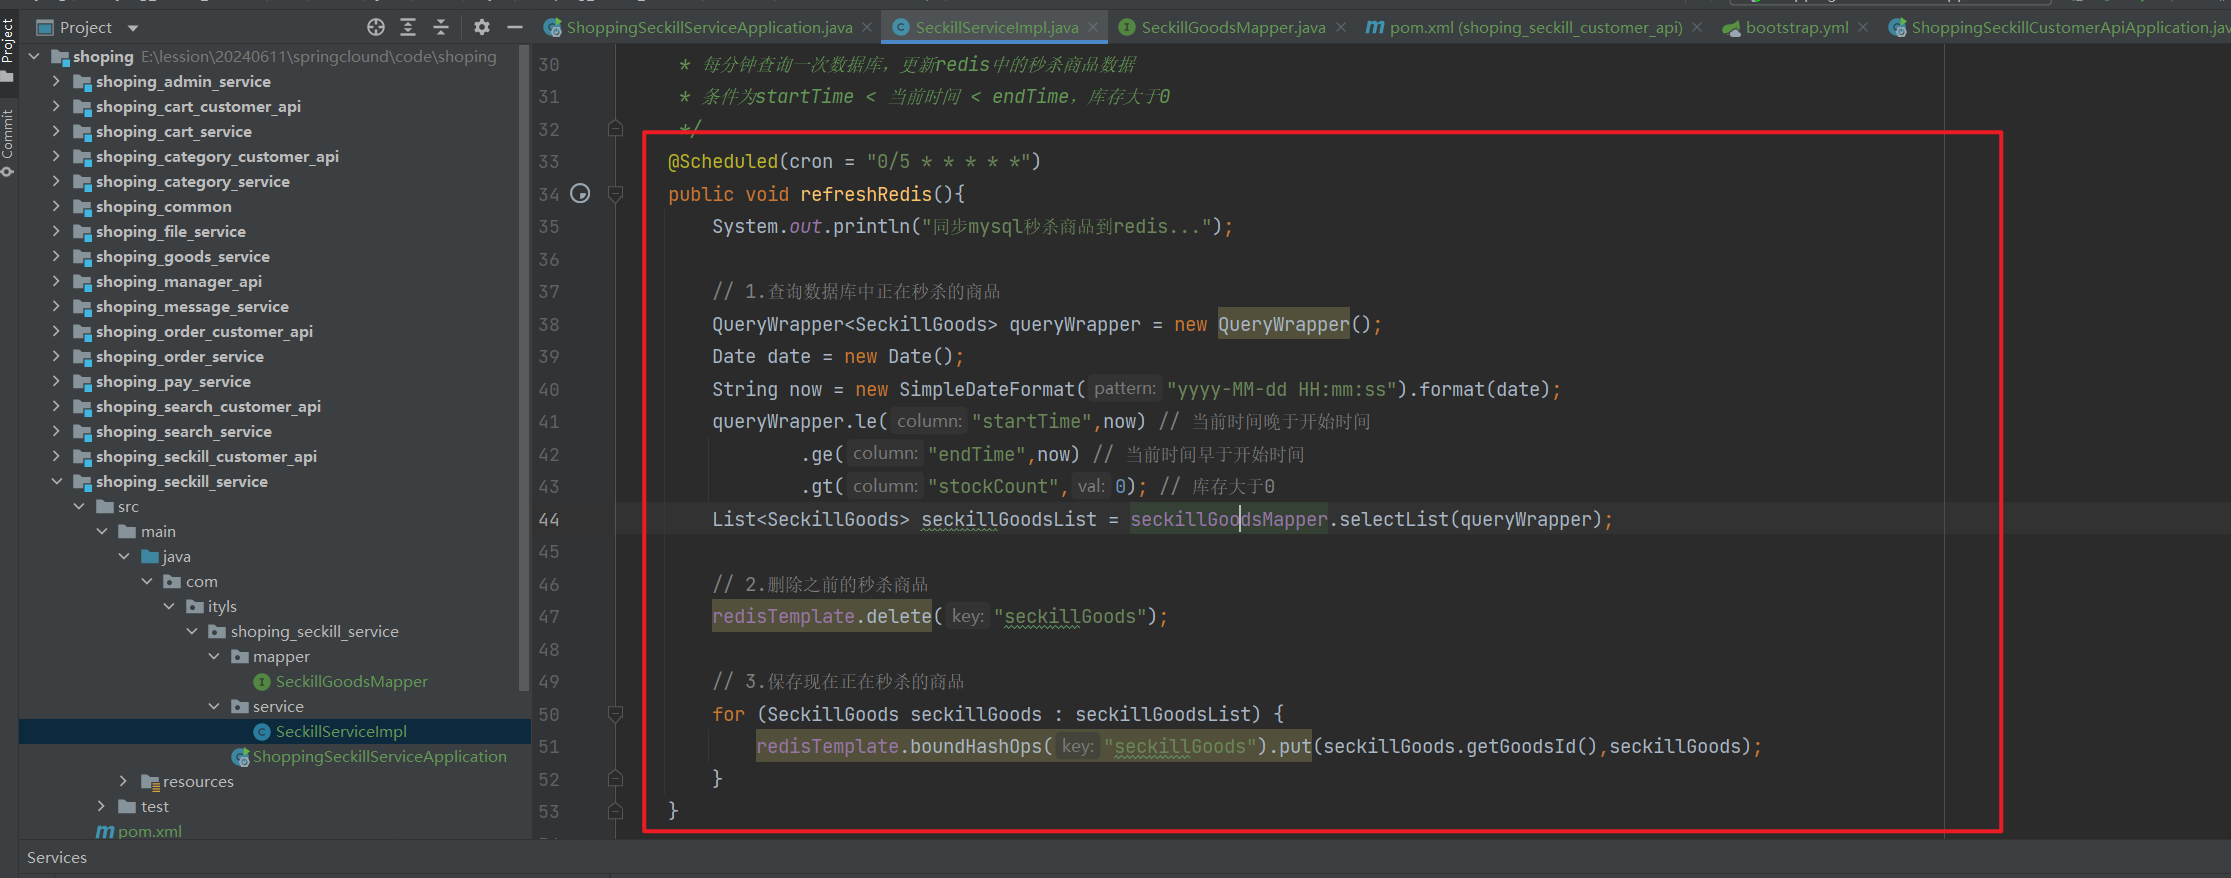 Project
ShoppingSeckillServiceApplication.java
SeckillServiceImpl.java
SeckillGoodsMapper.java
pom.xml (shoping_seckill_customer_api)
bootstrap.yml
ShoppingSeckillCustomerApiApplication.jav
Project
Commit
shoping E:\lession\20240611\springclound\code\shoping
shoping_admin_service
shoping_cart_customer_api
shoping_cart_service
shoping_category_customer_api
shoping_category_service
shoping_common
shoping_file_service
shoping_goods_service
shoping_manager_api
shoping_message_service
shoping_order_customer_api
shoping_order_service
shoping_pay_service
shoping_search_customer_api
shoping_search_service
shoping_seckill_customer_api
shoping_seckill_service
src
main
java
com
ityls
shoping_seckill_service
mapper
SeckillGoodsMapper
service
SeckillServiceImpl
ShoppingSeckillServiceApplication
resources
test
pom.xml
30 * 每分钟查询一次数据库，更新redis中的秒杀商品数据
31 * 条件为startTime < 当前时间 < endTime，库存大于0
32 */
33 @Scheduled(cron = "0/5 * * * * *")
34 public void refreshRedis(){
35 System.out.println("同步mysql秒杀商品到redis...");
36
37 // 1.查询数据库中正在秒杀的商品
38 QueryWrapper<SeckillGoods> queryWrapper = new QueryWrapper();
39 Date date = new Date();
40 String now = new SimpleDateFormat( pattern: "yyyy-MM-dd HH:mm:ss").format(date);
41 queryWrapper.le( column: "startTime",now) // 当前时间晚于开始时间
42 .ge( column: "endTime",now) // 当前时间早于开始时间
43 .gt( column: "stockCount", val: 0); // 库存大于0
44 List<SeckillGoods> seckillGoodsList = seckillGoodsMapper.selectList(queryWrapper);
45
46 // 2.删除之前的秒杀商品
47 redisTemplate.delete( key: "seckillGoods");
48
49 // 3.保存现在正在秒杀的商品
50 for (SeckillGoods seckillGoods : seckillGoodsList) {
51 redisTemplate.boundHashOps( key: "seckillGoods").put(seckillGoods.getGoodsId(),seckillGoods);
52 }
53 }
Services